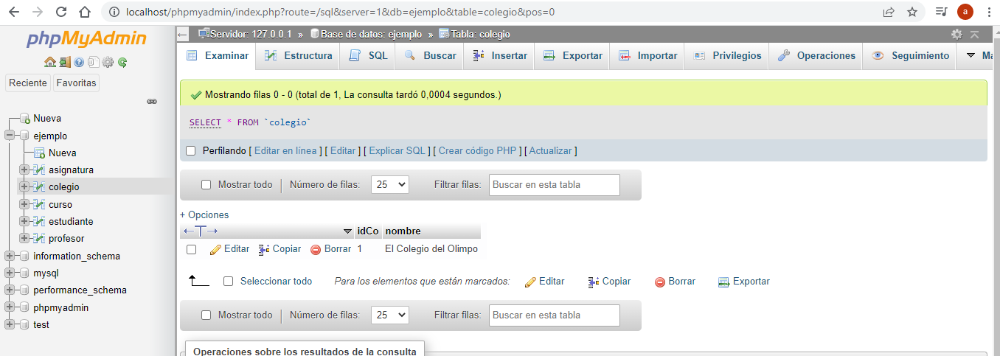 localhost/phpmyadmin/index.php?route=/sql&server=1&db=ejemplo&table=colegio&pos=0
a
phpMyAdmin
Reciente Favoritas
Nueva
ejemplo
Nueva
asignatura
colegio
curso
estudiante
profesor
information_schema
mysql
performance_schema
phpmyadmin
test
Servidor: 127.0.0.1 » Base de datos: ejemplo » Tabla: colegio
Examinar Estructura SQL Buscar Insertar Exportar Importar Privilegios Operaciones Seguimiento Ma
Mostrando filas 0 - 0 (total de 1, La consulta tardó 0,0004 segundos.)
SELECT * FROM `colegio`
Perfilando [ Editar en línea ] [ Editar ] [ Explicar SQL ] [ Crear código PHP ] [ Actualizar ]
Mostrar todo | Número de filas: 25 Filtrar filas: Buscar en esta tabla
+ Opciones
←T→ idCo nombre
Editar Copiar Borrar 1 El Colegio del Olimpo
Seleccionar todo Para los elementos que están marcados: Editar Copiar Borrar Exportar
Mostrar todo | Número de filas: 25 Filtrar filas: Buscar en esta tabla
Operaciones sobre los resultados de la consulta